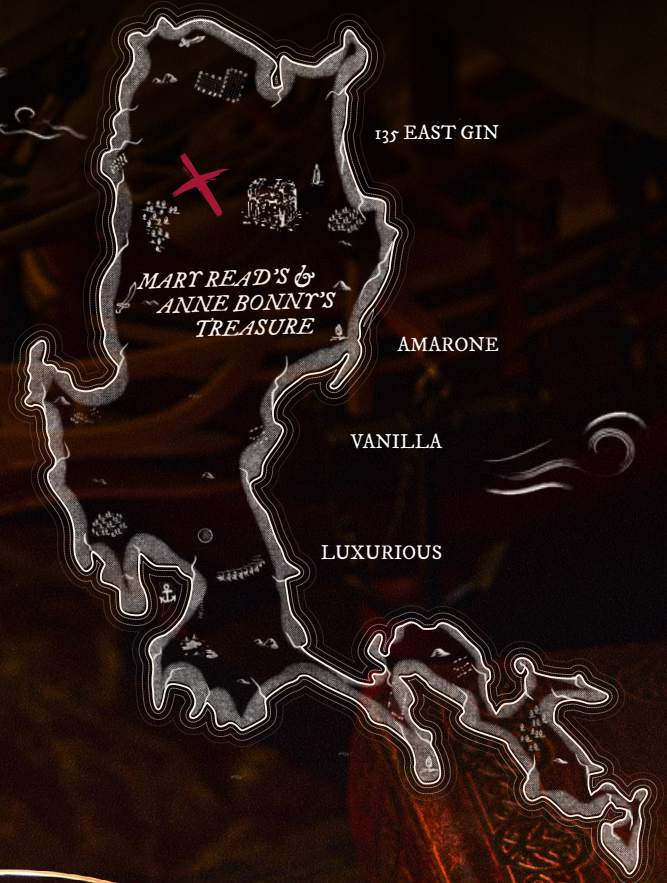 135 EAST GIN
MARY READ'S &
ANNE BONNY'S
TREASURE
AMARONE
VANILLA
LUXURIOUS